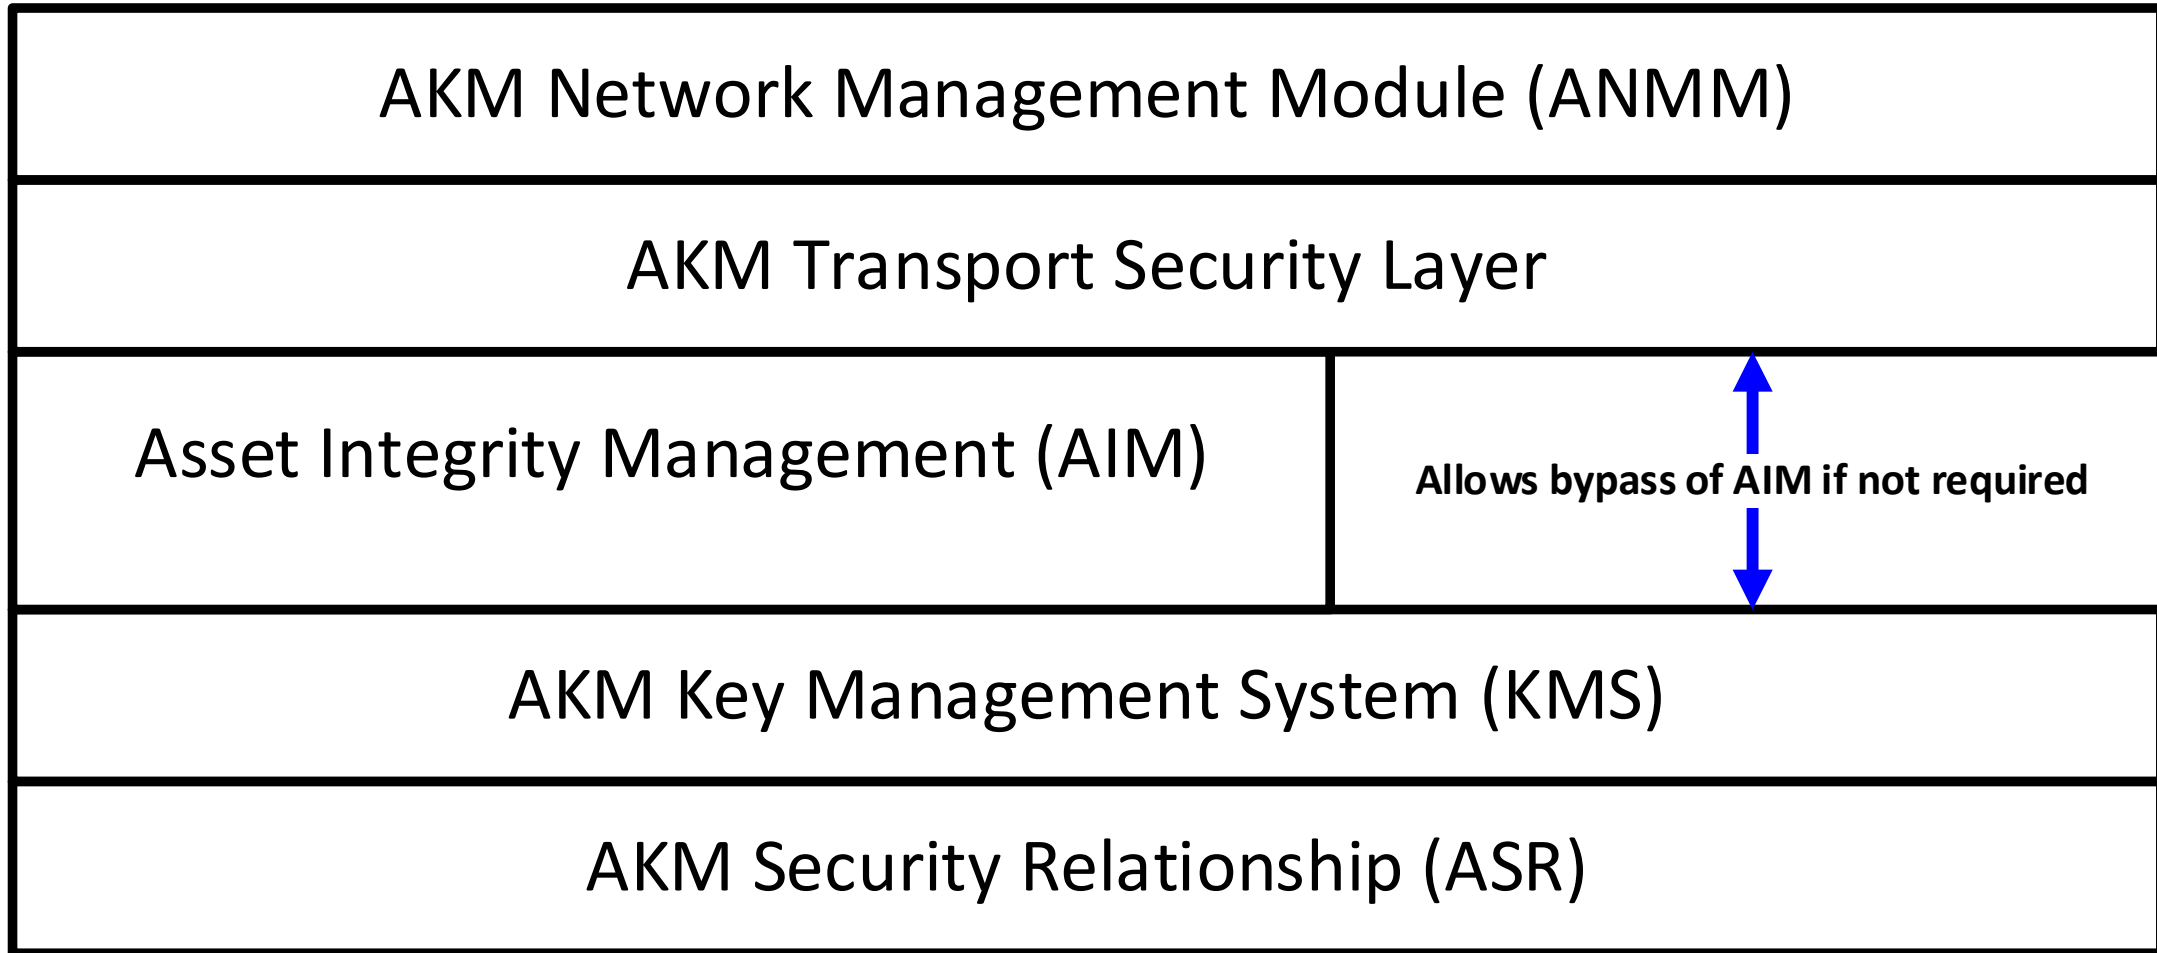 AKM Network Management Module (ANMM)
AKM Transport Security Layer
Asset Integrity Management (AIM)
Allows bypass of AIM if not required
AKM Key Management System (KMS)
AKM Security Relationship (ASR)